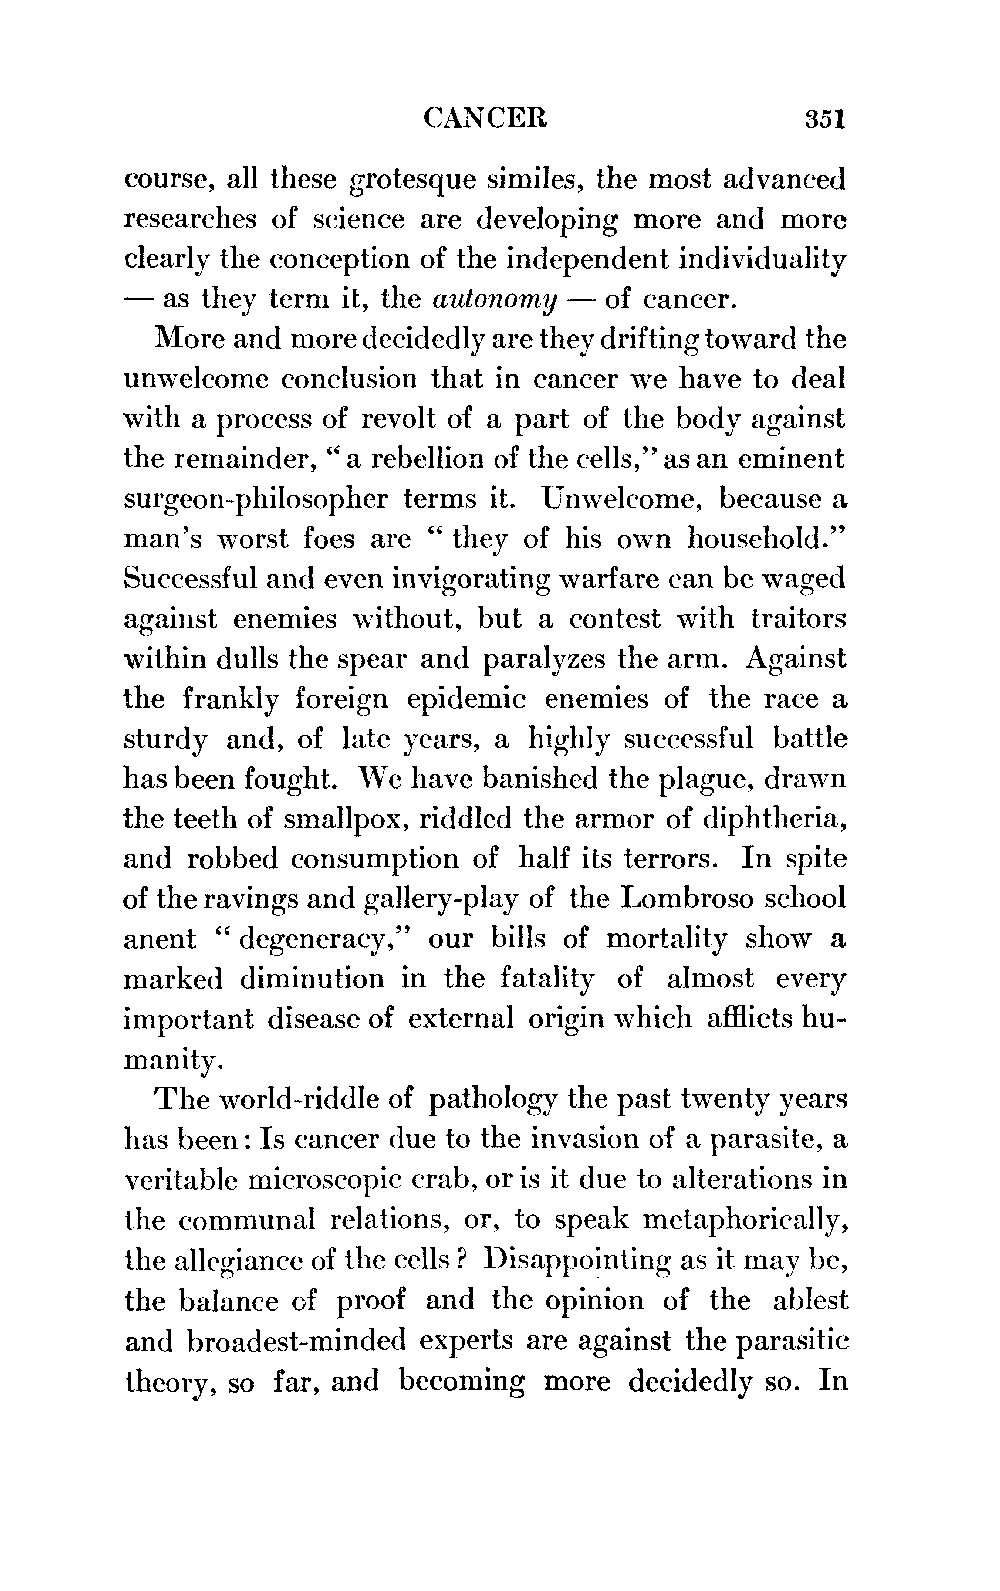 CANCER 351
course, all these grotesque similes, the most advanced
researches of science are developing more and more
clearly the conception of the independent individuality
— as they term it, the autonomy — of cancer.
More and more decidedly are they drifting toward the
unwelcome conclusion that in cancer we have to deal
with a process of revolt of a part of the body against
the remainder, “ a rebellion of the cells,” as an eminent
surgeon-philosopher terms it. Unwelcome, because a
man's worst foes are “ they of his own household.”
Successful and even invigorating warfare can be waged
against enemies without, but a contest with traitors
within dulls the spear and paralyzes the arm. Against
the frankly foreign epidemic enemies of the race a
sturdy and, of late years, a highly successful battle
has been fought. We have banished the plague, drawn
the teeth of smallpox, riddled the armor of diphtheria,
and robbed consumption of half its terrors. In spite
of the ravings and gallery-play of the Lombroso school
anent “ degeneracy,” our bills of mortality show a
marked diminution in the fatality of almost every
important disease of external origin which afflicts hu-
manity.
The world-riddle of pathology the past twenty years
has been : Is cancer due to the invasion of a parasite, a
veritable microscopic crab, or is it due to alterations in
the communal relations, or, to speak metaphorically,
the allegiance of the cells ? Disappointing as it may be,
the balance of proof and the opinion of the ablest
and broadest-minded experts are against the parasitic
theory, so far, and becoming more decidedly so. In